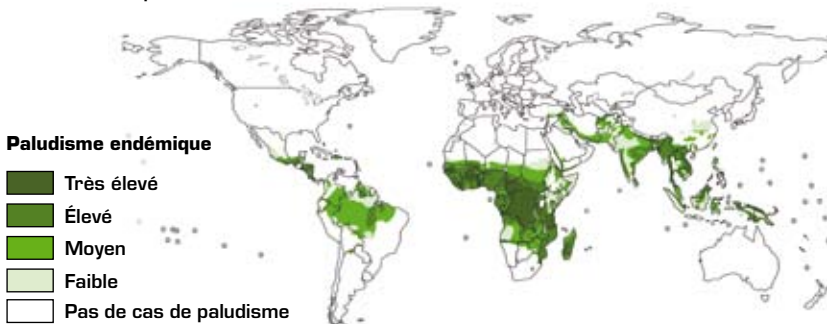 Paludisme endémique
Très élevé
Élevé
Moyen
Faible
Pas de cas de paludisme